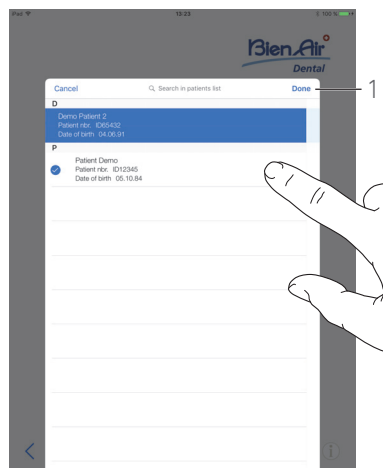 iPad 13:23 100 %
Bien Air
Dental
Cancel Search in patients list Done 1
D
Demo Patient 2
Patient nbr. ID65432
Date of birth 04.06.91
P
Patient Demo
Patient nbr. ID12345
Date of birth 05.10.84
i